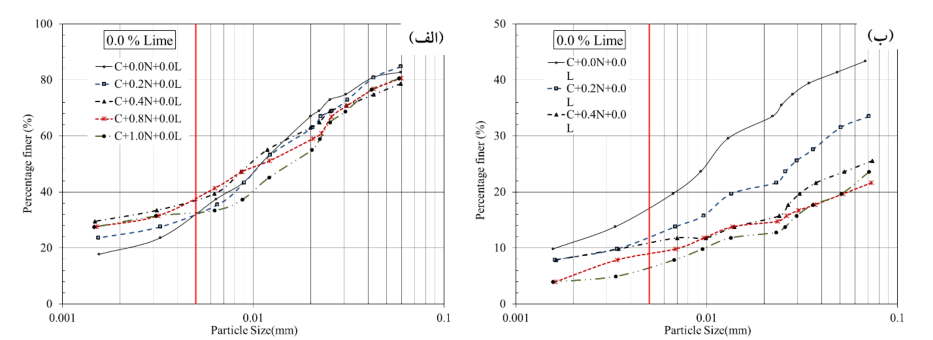 (الف)
0.0 % Lime
C+0.0N+0.0L
C+0.2N+0.0L
C+0.4N+0.0L
C+0.8N+0.0L
C+1.0N+0.0L
Percentage finer (%)
100
80
60
40
20
0
0.001
0.01
0.1
Particle Size(mm)
(ب)
0.0 % Lime
C+0.0N+0.0
L
C+0.2N+0.0
L
C+0.4N+0.0
L
Percentage finer (%)
50
40
30
20
10
0
0.001
0.01
0.1
Particle Size(mm)